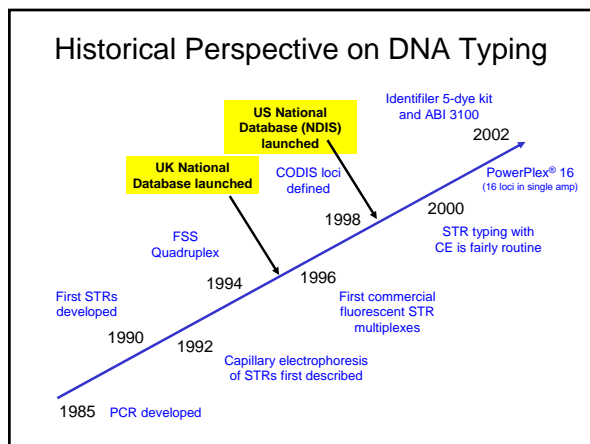 Historical Perspective on DNA Typing
Identifiler 5-dye kit
and ABI 3100
US National
Database (NDIS)
launched
2002
UK National
Database launched
CODIS loci
defined
PowerPlex® 16
(16 loci in single amp)
1998
2000
FSS
Quadruplex
STR typing with
CE is fairly routine
1994
1996
First STRs
developed
First commercial
fluorescent STR
multiplexes
1990
1992
Capillary electrophoresis
of STRs first described
1985
PCR developed